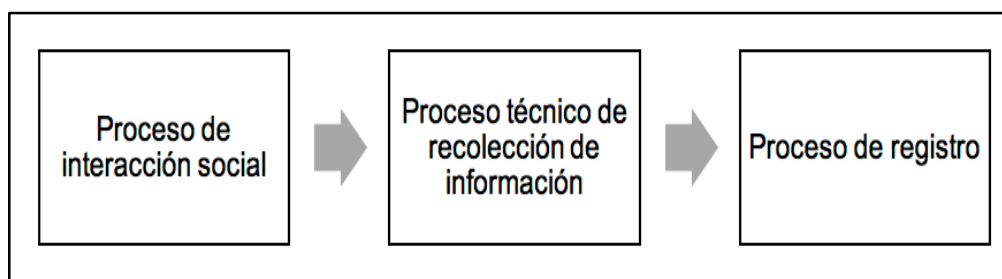 Proceso de
interacción social
Proceso técnico de
recolección de
información
Proceso de registro